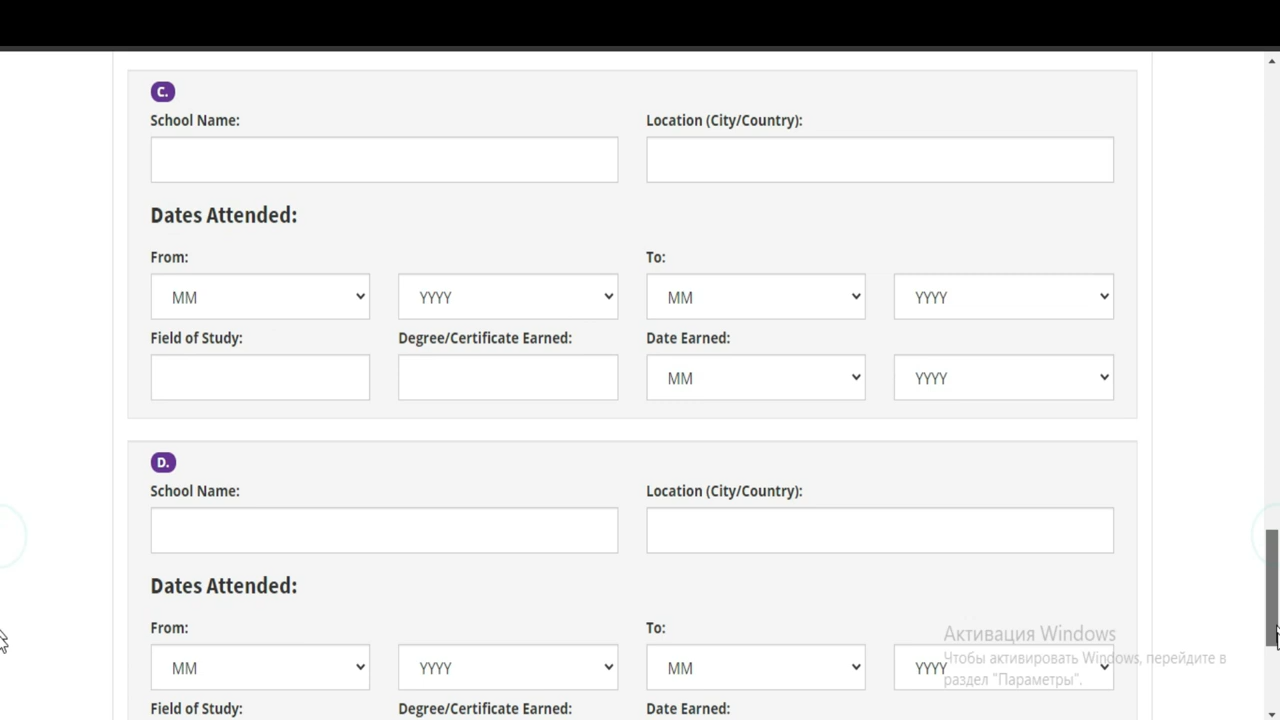 C.
School Name: Location (City/Country):
Dates Attended:
From: To:
MM YYYY MM YYYY
Field of Study: Degree/Certificate Earned: Date Earned:
MM YYYY
D.
School Name: Location (City/Country):
Dates Attended:
From: To:
MM YYYY MM YYYY
Field of Study: Degree/Certificate Earned: Date Earned:
Активация Windows
Чтобы активировать Windows, перейдите в
раздел "Параметры".